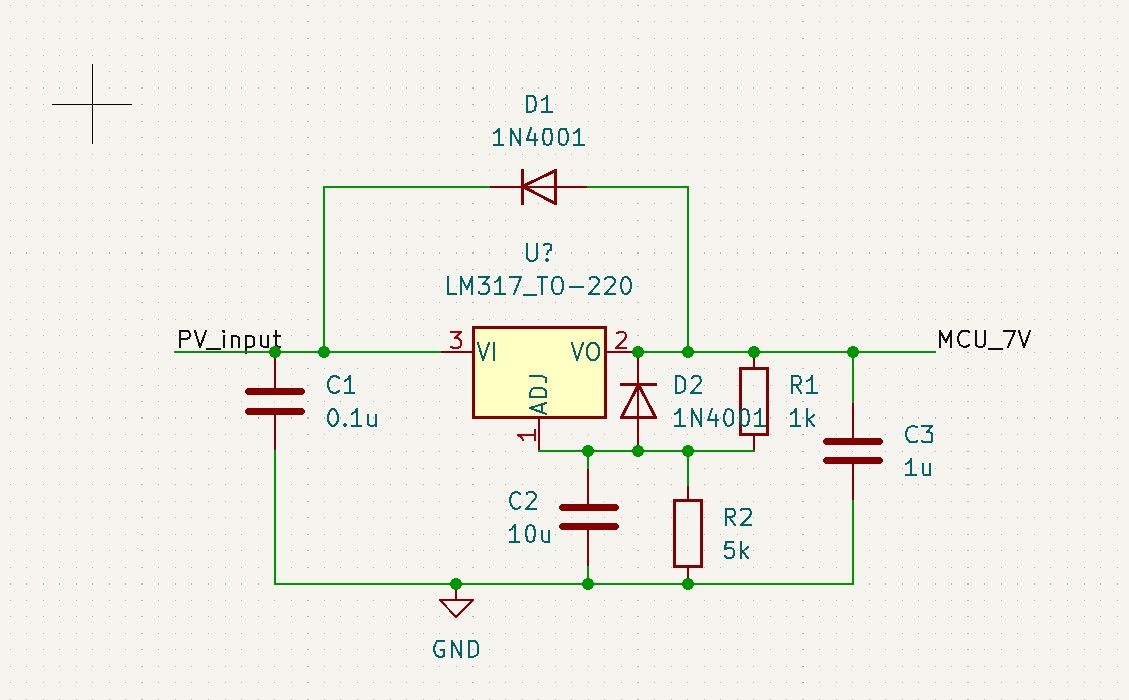 D1
1N4001
U?
LM317_TO-220
PV_input
3
VI
VO
2
MCU_7V
ADJ
1
C1
0.1u
D2
1N4001
R1
1k
C3
1u
C2
10u
R2
5k
GND